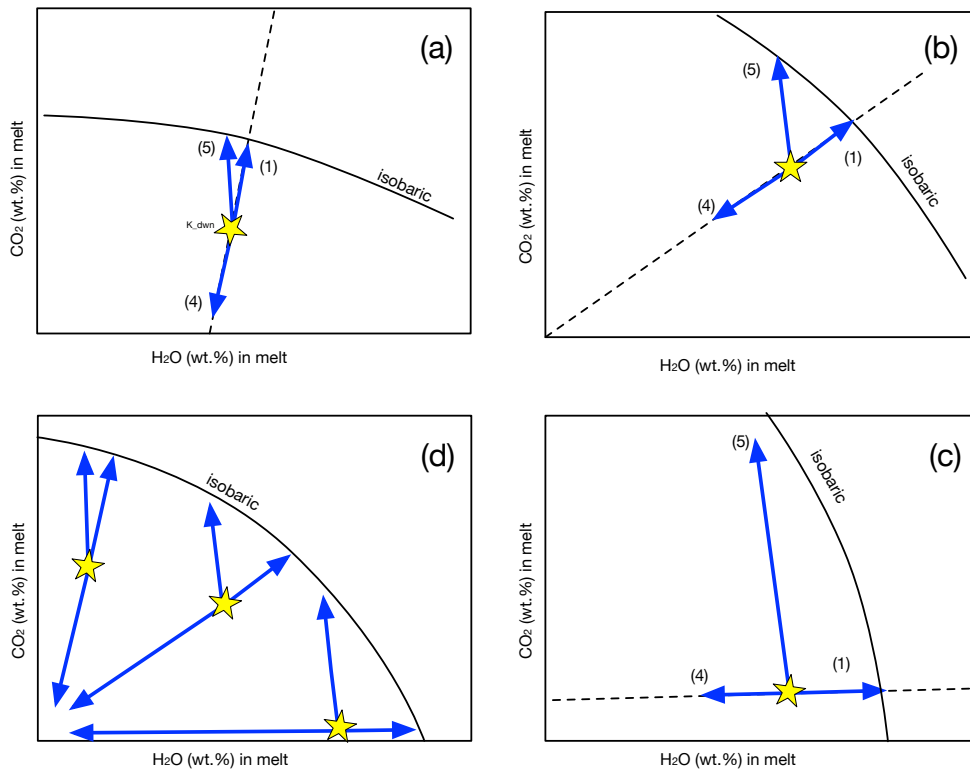 (a)
CO₂ (wt.%) in melt
(5)
(1)
isobaric
K_dwn
(4)
H₂O (wt.%) in melt
(b)
CO₂ (wt.%) in melt
(5)
(1)
isobaric
(4)
H₂O (wt.%) in melt
(d)
CO₂ (wt.%) in melt
isobaric
H₂O (wt.%) in melt
(c)
CO₂ (wt.%) in melt
(5)
isobaric
(4)
(1)
H₂O (wt.%) in melt